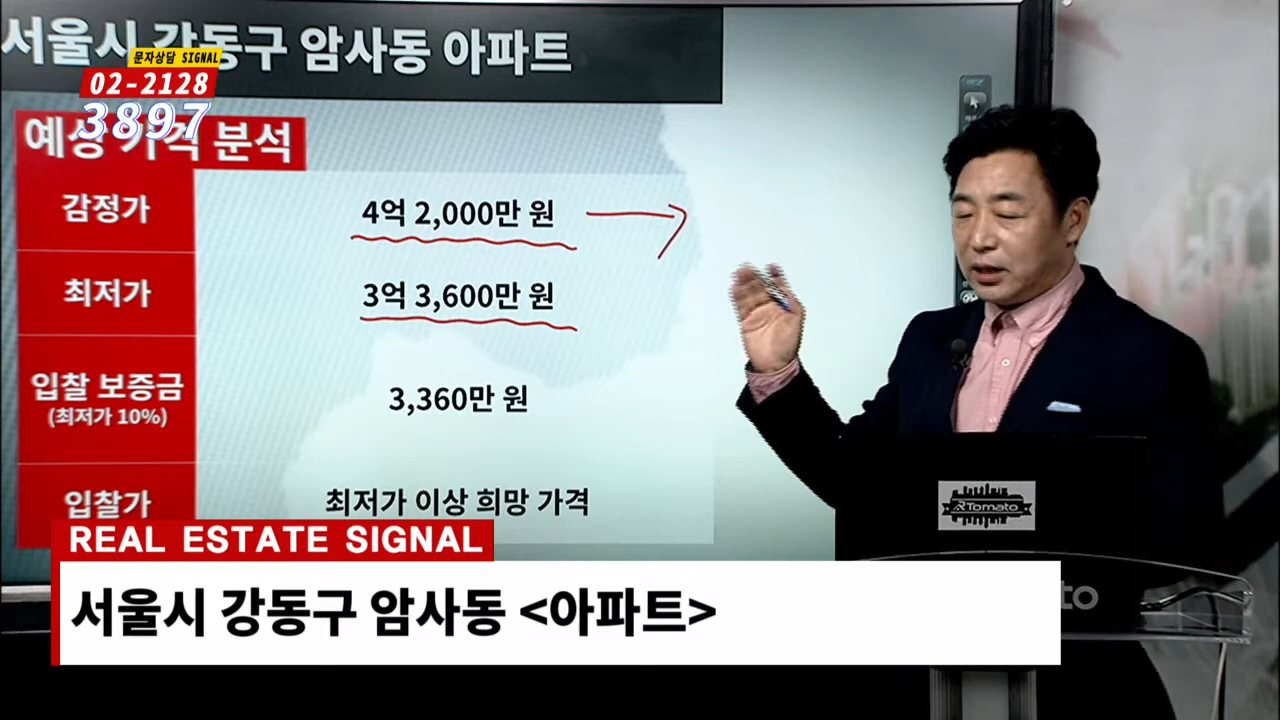 서울시 강동구 암사동 아파트
문자상담 SIGNAL
02-2128
3897
예상 가격 분석
감정가
4억 2,000만 원
최저가
3억 3,600만 원
입찰 보증금
(최저가 10%)
3,360만 원
입찰가
최저가 이상 희망 가격
RTomato
REAL ESTATE SIGNAL
서울시 강동구 암사동 <아파트>